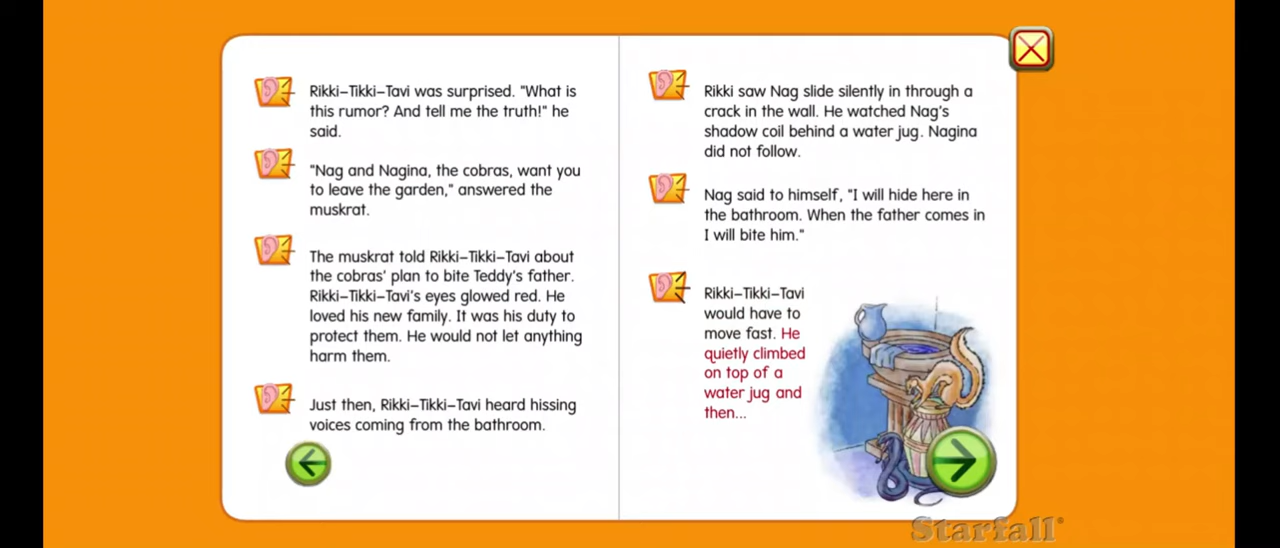 Rikki-Tikki-Tavi was surprised. "What is
this rumor? And tell me the truth!" he
said.
"Nag and Nagina, the cobras, want you
to leave the garden," answered the
muskrat.
The muskrat told Rikki-Tikki-Tavi about
the cobras' plan to bite Teddy's father.
Rikki-Tikki-Tavi's eyes glowed red. He
loved his new family. It was his duty to
protect them. He would not let anything
harm them.
Just then, Rikki-Tikki-Tavi heard hissing
voices coming from the bathroom.
Rikki saw Nag slide silently in through a
crack in the wall. He watched Nag's
shadow coil behind a water jug. Nagina
did not follow.
Nag said to himself, "I will hide here in
the bathroom. When the father comes in
I will bite him."
Rikki-Tikki-Tavi
would have to
move fast. He
quietly climbed
on top of a
water jug and
then...
Starfall®